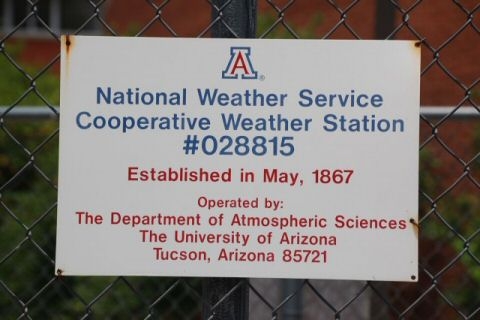 A®
National Weather Service
Cooperative Weather Station
#028815
Established in May, 1867
Operated by:
The Department of Atmospheric Sciences
The University of Arizona
Tucson, Arizona 85721